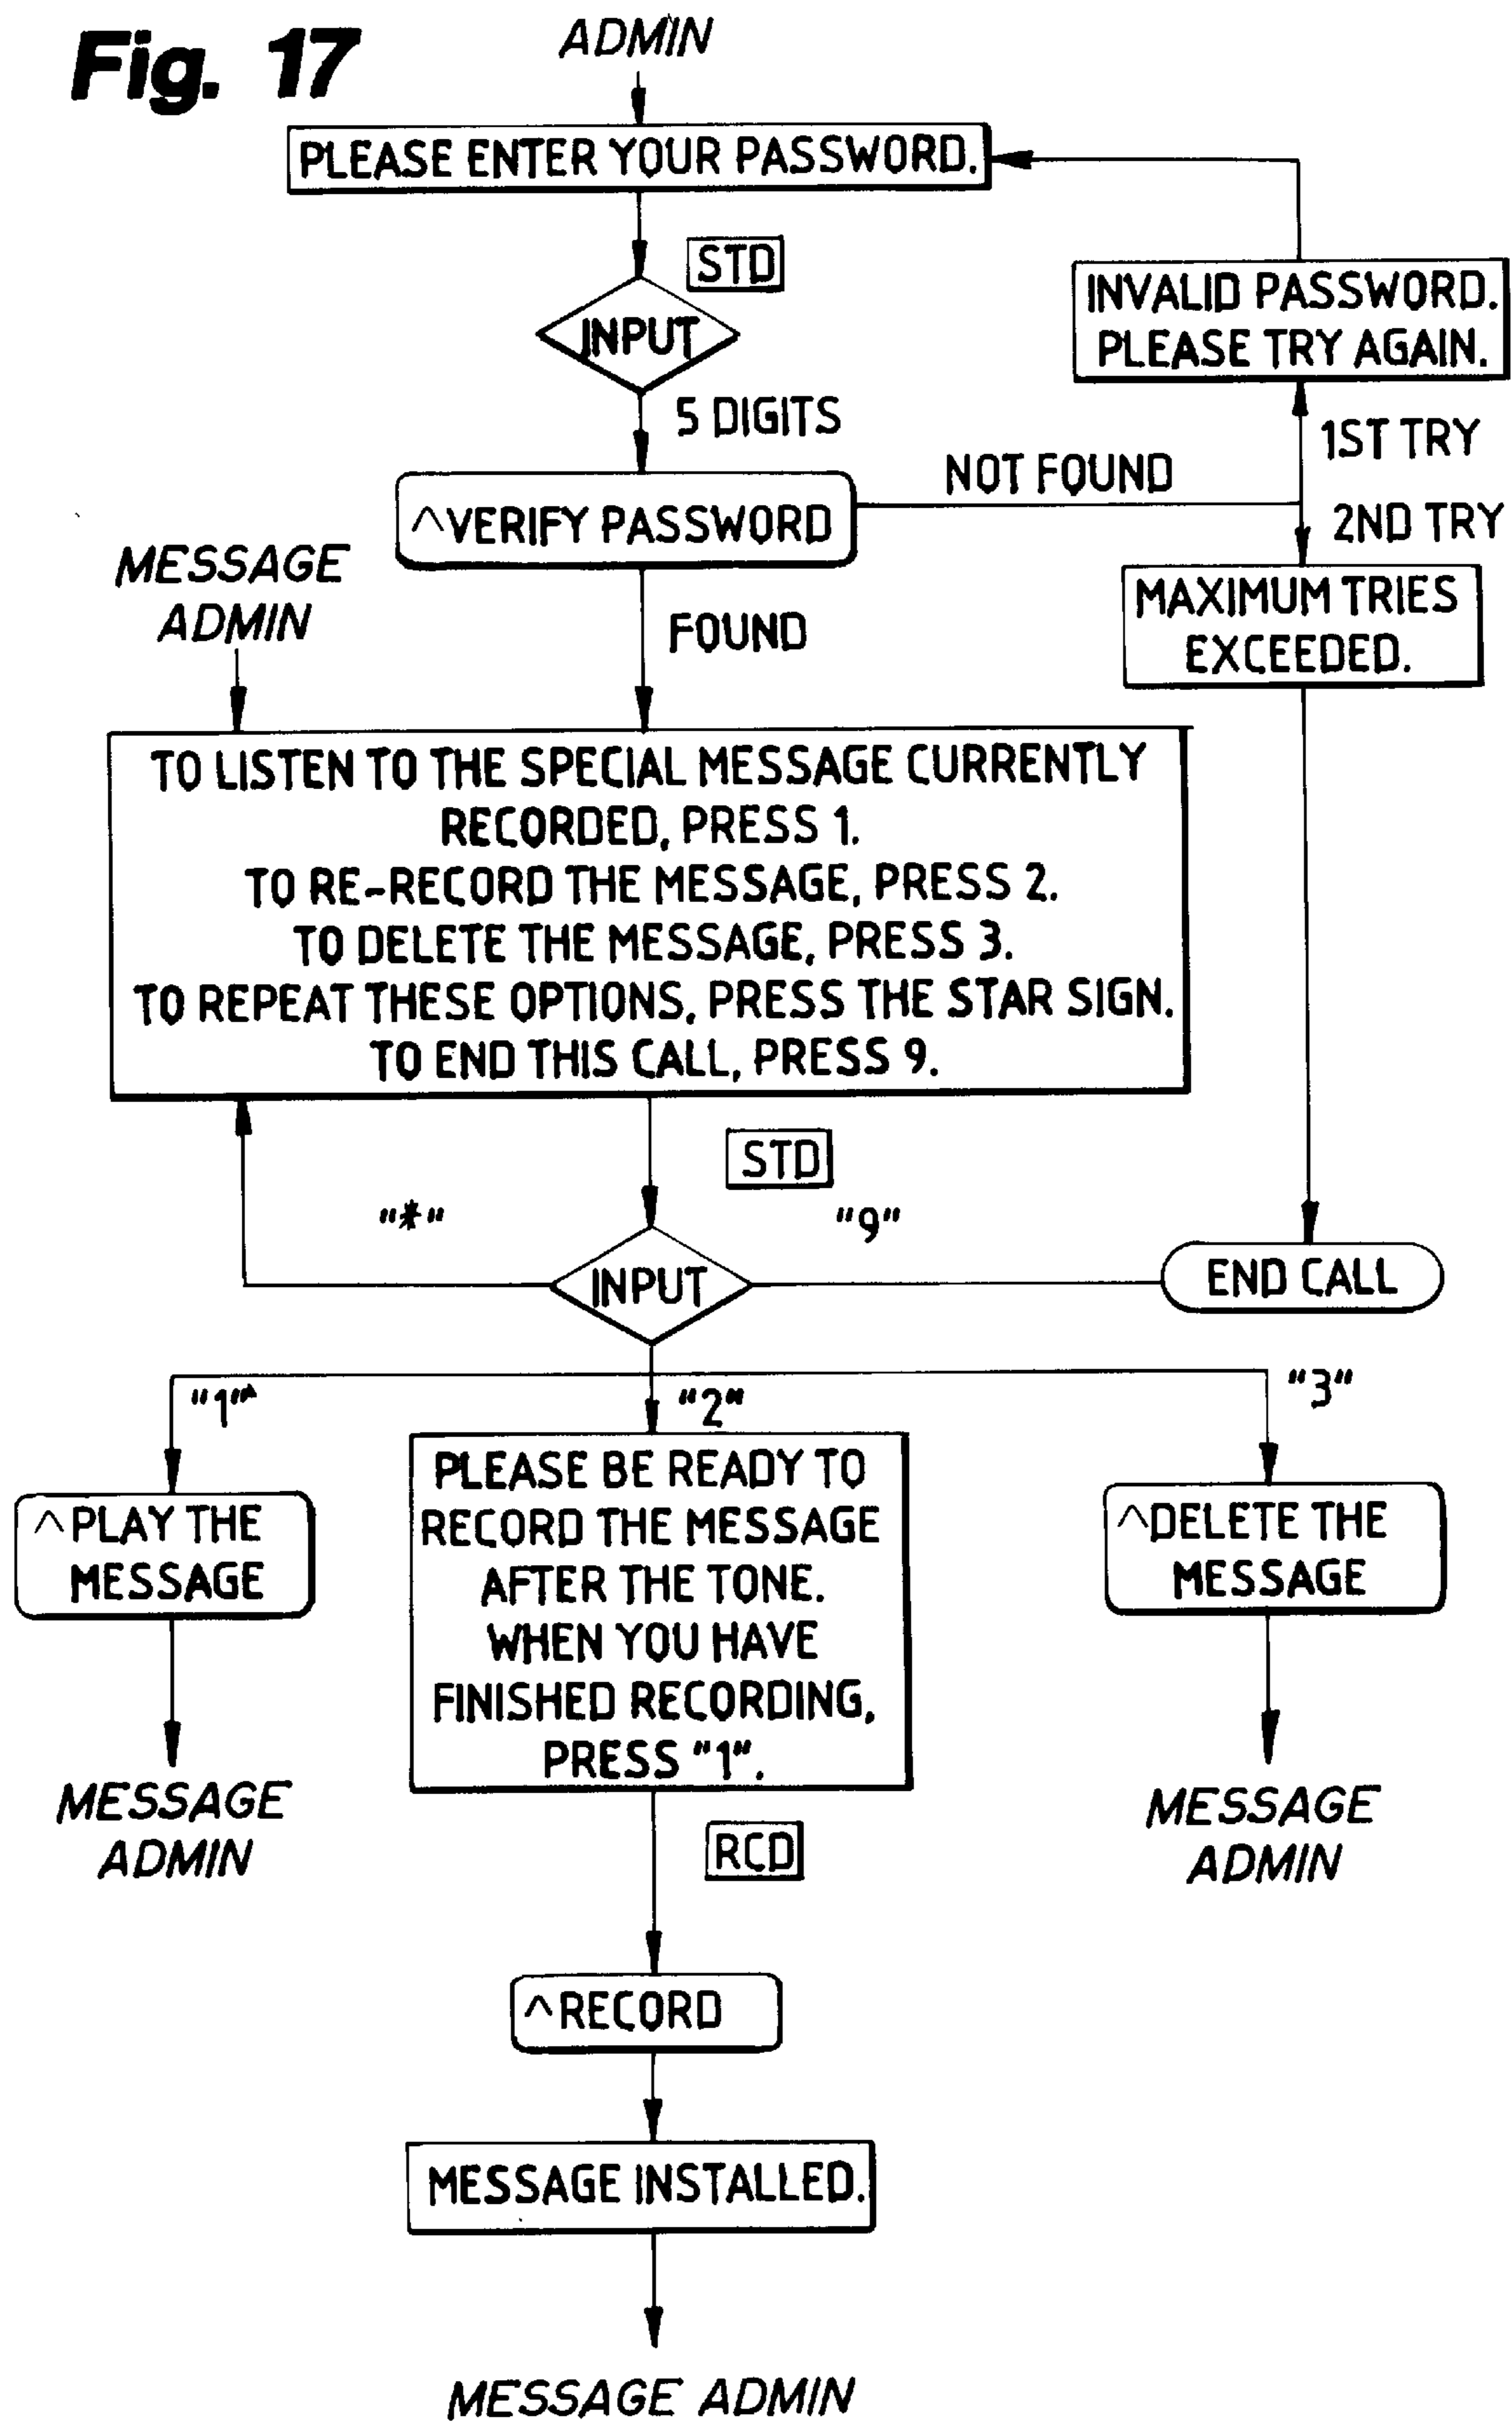 Fig. 17
ADMIN
PLEASE ENTER YOUR PASSWORD.
STD
INPUT
INVALID PASSWORD.
PLEASE TRY AGAIN.
5 DIGITS
1ST TRY
NOT FOUND
2ND TRY
^VERIFY PASSWORD
MESSAGE
ADMIN
FOUND
MAXIMUM TRIES
EXCEEDED.
TO LISTEN TO THE SPECIAL MESSAGE CURRENTLY
RECORDED, PRESS 1.
TO RE-RECORD THE MESSAGE, PRESS 2.
TO DELETE THE MESSAGE, PRESS 3.
TO REPEAT THESE OPTIONS, PRESS THE STAR SIGN.
TO END THIS CALL, PRESS 9.
STD
"*"
"9"
INPUT
END CALL
"1"
"2"
"3"
^PLAY THE
MESSAGE
PLEASE BE READY TO
RECORD THE MESSAGE
AFTER THE TONE.
WHEN YOU HAVE
FINISHED RECORDING,
PRESS "1".
^DELETE THE
MESSAGE
MESSAGE
ADMIN
RCD
MESSAGE
ADMIN
^RECORD
MESSAGE INSTALLED.
MESSAGE ADMIN